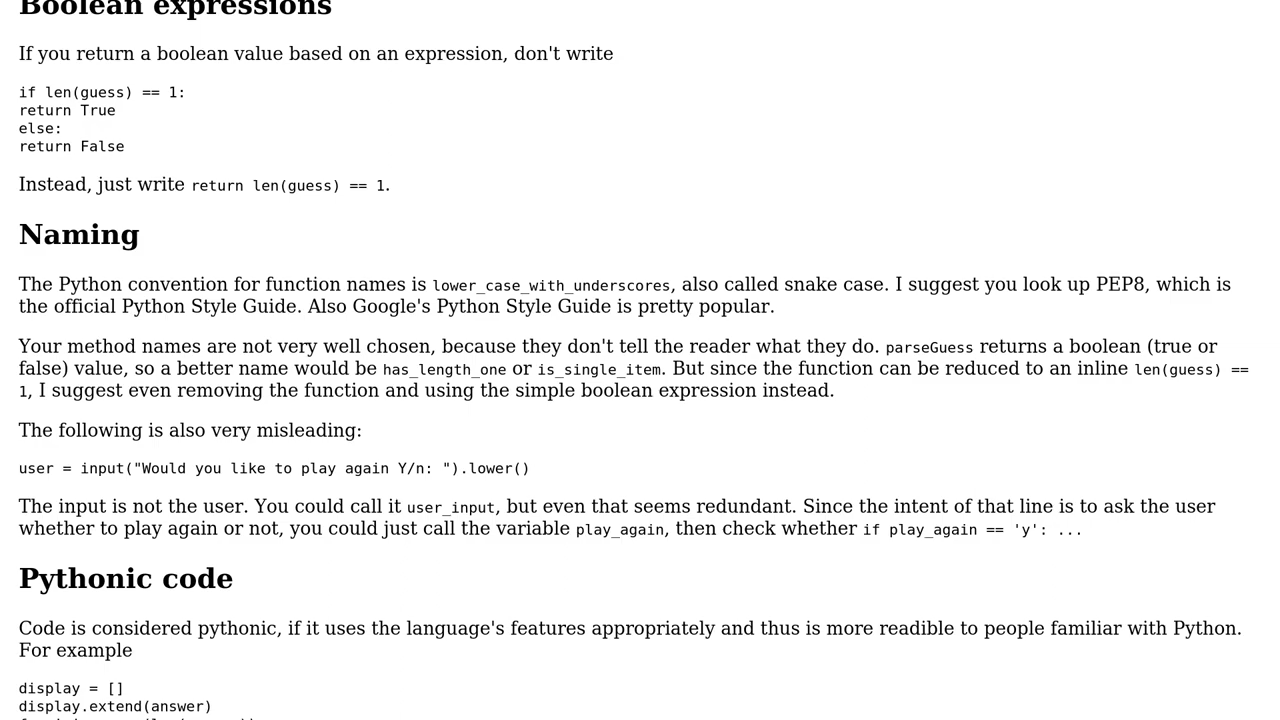 Boolean expressions
If you return a boolean value based on an expression, don't write
if len(guess) == 1:
return True
else:
return False
Instead, just write return len(guess) == 1.
Naming
The Python convention for function names is lower_case_with_underscores, also called snake case. I suggest you look up PEP8, which is
the official Python Style Guide. Also Google's Python Style Guide is pretty popular.
Your method names are not very well chosen, because they don't tell the reader what they do. parseGuess returns a boolean (true or
false) value, so a better name would be has_length_one or is_single_item. But since the function can be reduced to an inline len(guess) ==
1, I suggest even removing the function and using the simple boolean expression instead.
The following is also very misleading:
user = input("Would you like to play again Y/n: ").lower()
The input is not the user. You could call it user_input, but even that seems redundant. Since the intent of that line is to ask the user
whether to play again or not, you could just call the variable play_again, then check whether if play_again == 'y': ...
Pythonic code
Code is considered pythonic, if it uses the language's features appropriately and thus is more readible to people familiar with Python.
For example
display = []
display.extend(answer)